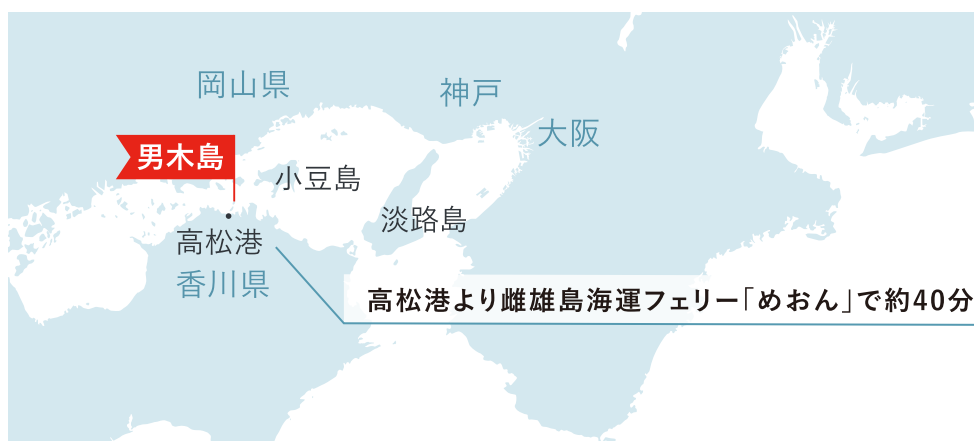 岡山県
神戸
大阪
男木島
小豆島
淡路島
高松港
香川県
高松港より雌雄島海運フェリー「めおん」で約40分